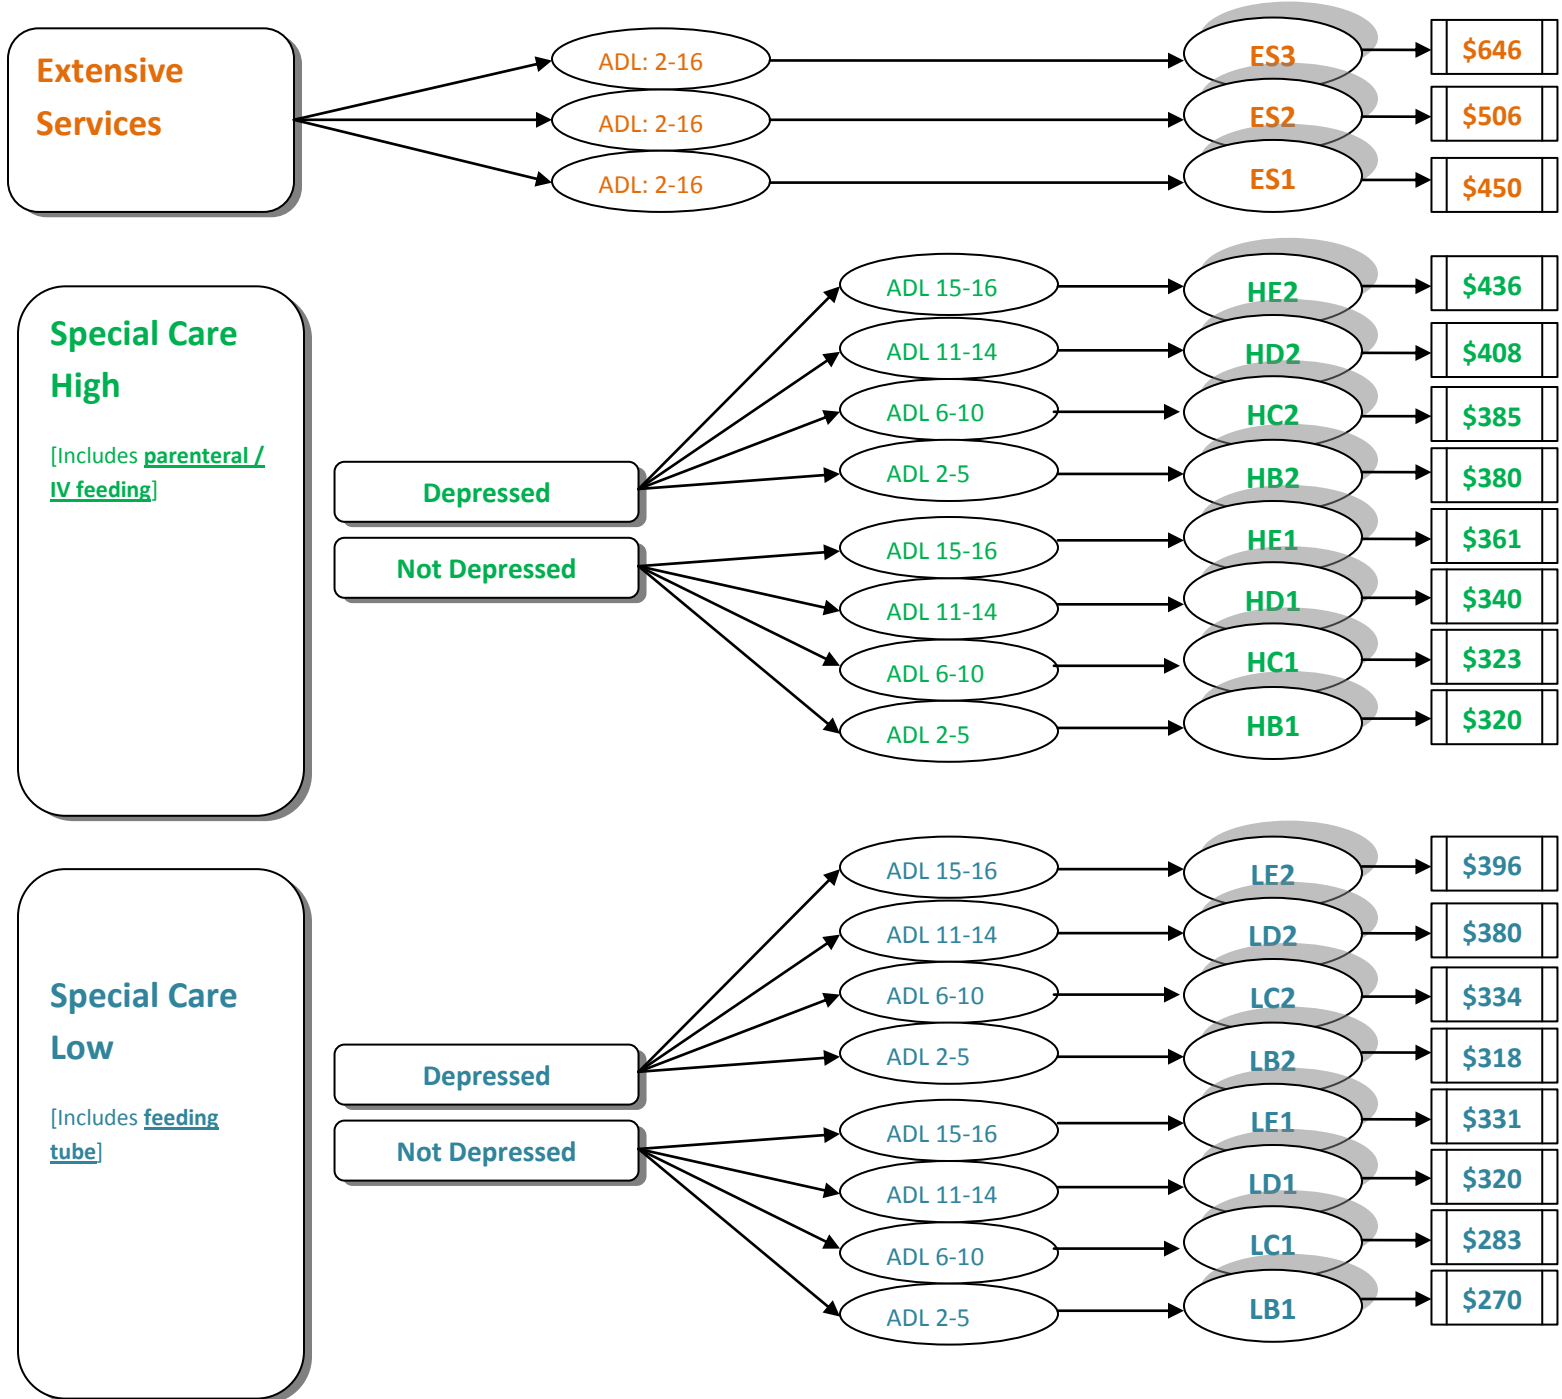 Extensive
Services
ADL: 2-16
ES3
$646
ADL: 2-16
ES2
$506
ADL: 2-16
ES1
$450
Special Care
High
[Includes parenteral /
IV feeding]
Depressed
ADL 15-16
HE2
$436
ADL 11-14
HD2
$408
ADL 6-10
HC2
$385
ADL 2-5
HB2
$380
Not Depressed
ADL 15-16
HE1
$361
ADL 11-14
HD1
$340
ADL 6-10
HC1
$323
ADL 2-5
HB1
$320
Special Care
Low
[Includes feeding
tube]
Depressed
ADL 15-16
LE2
$396
ADL 11-14
LD2
$380
ADL 6-10
LC2
$334
ADL 2-5
LB2
$318
Not Depressed
ADL 15-16
LE1
$331
ADL 11-14
LD1
$320
ADL 6-10
LC1
$283
ADL 2-5
LB1
$270